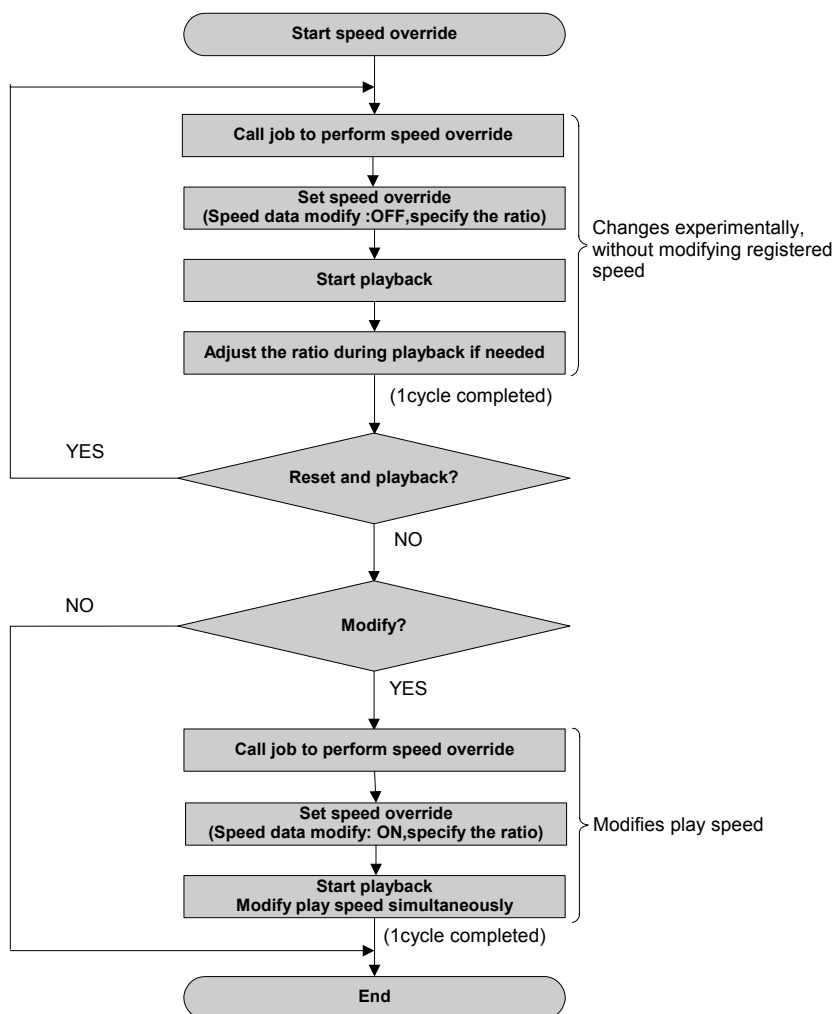 Start speed override
Call job to perform speed override
Set speed override
(Speed data modify :OFF,specify the ratio)
Start playback
Adjust the ratio during playback if needed
Changes experimentally,
without modifying registered
speed
(1cycle completed)
YES
Reset and playback?
NO
NO
Modify?
YES
Call job to perform speed override
Set speed override
(Speed data modify: ON,specify the ratio)
Start playback
Modify play speed simultaneously
Modifies play speed
(1cycle completed)
End